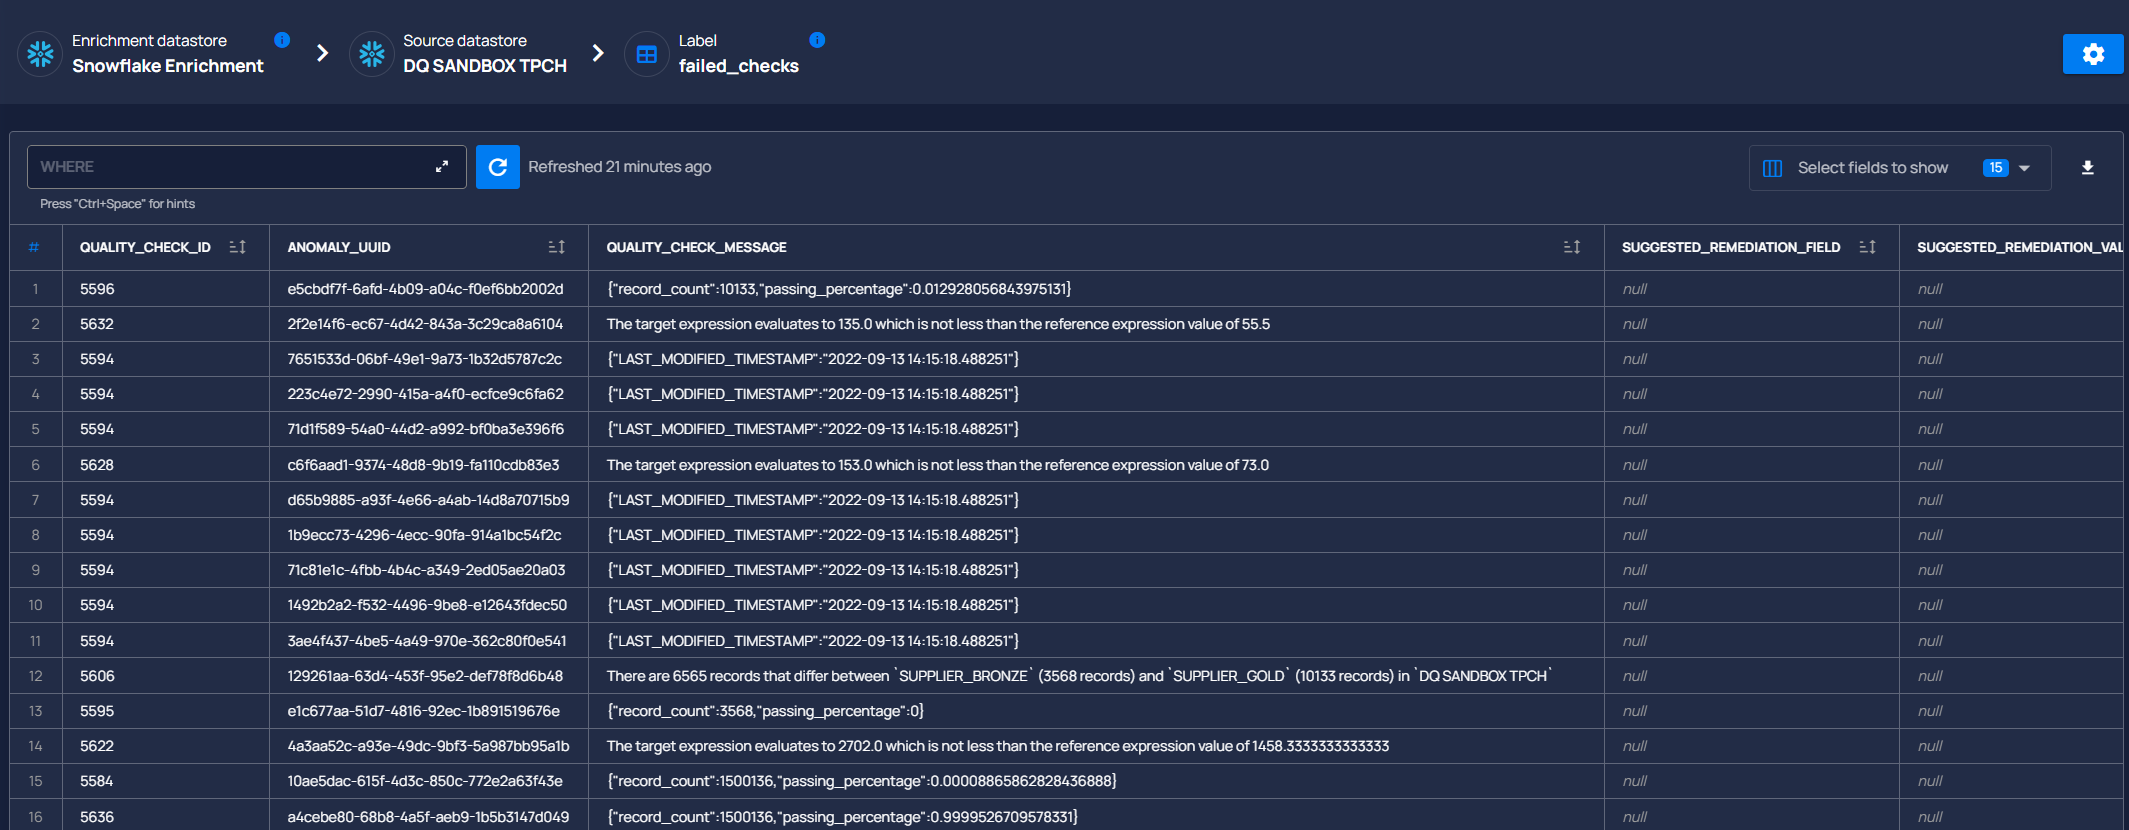 Enrichment datastore
Snowflake Enrichment
Source datastore
DQ SANDBOX TPCH
Label
failed_checks
WHERE
Refreshed 21 minutes ago
Select fields to show 15
Press "Ctrl+Space" for hints
# QUALITY_CHECK_ID ANOMALY_UUID QUALITY_CHECK_MESSAGE SUGGESTED_REMEDIATION_FIELD SUGGESTED_REMEDIATION_VAL
1 5596 e5cbdf7f-6afd-4b09-a04c-f0ef6bb2002d {"record_count":10133,"passing_percentage":0.012928056843975131} null null
2 5632 2f2e14f6-ec67-4d42-843a-3c29ca8a6104 The target expression evaluates to 135.0 which is not less than the reference expression value of 55.5 null null
3 5594 7651533d-06bf-49e1-9a73-1b32d5787c2c {"LAST_MODIFIED_TIMESTAMP":"2022-09-13 14:15:18.488251"} null null
4 5594 223c4e72-2990-415a-a4f0-ecfce9c6fa62 {"LAST_MODIFIED_TIMESTAMP":"2022-09-13 14:15:18.488251"} null null
5 5594 71d1f589-54a0-44d2-a992-bf0ba3e396f6 {"LAST_MODIFIED_TIMESTAMP":"2022-09-13 14:15:18.488251"} null null
6 5628 c6f6aad1-9374-48d8-9b19-fa110cdb83e3 The target expression evaluates to 153.0 which is not less than the reference expression value of 73.0 null null
7 5594 d65b9885-a93f-4e66-a4ab-14d8a70715b9 {"LAST_MODIFIED_TIMESTAMP":"2022-09-13 14:15:18.488251"} null null
8 5594 1b9ecc73-4296-4ecc-90fa-914a1bc54f2c {"LAST_MODIFIED_TIMESTAMP":"2022-09-13 14:15:18.488251"} null null
9 5594 71c81e1c-4fbb-4b4c-a349-2ed05ae20a03 {"LAST_MODIFIED_TIMESTAMP":"2022-09-13 14:15:18.488251"} null null
10 5594 1492b2a2-f532-4496-9be8-e12643fdec50 {"LAST_MODIFIED_TIMESTAMP":"2022-09-13 14:15:18.488251"} null null
11 5594 3ae4f437-4be5-4a49-970e-362c80f0e541 {"LAST_MODIFIED_TIMESTAMP":"2022-09-13 14:15:18.488251"} null null
12 5606 129261aa-63d4-453f-95e2-def78f8d6b48 There are 6565 records that differ between `SUPPLIER_BRONZE` (3568 records) and `SUPPLIER_GOLD` (10133 records) in `DQ SANDBOX TPCH` null null
13 5595 e1c677aa-51d7-4816-92ec-1b891519676e {"record_count":3568,"passing_percentage":0} null null
14 5622 4a3aa52c-a93e-49dc-9bf3-5a987bb95a1b The target expression evaluates to 2702.0 which is not less than the reference expression value of 1458.3333333333333 null null
15 5584 10ae5dac-615f-4d3c-850c-772e2a63f43e {"record_count":1500136,"passing_percentage":0.00008865862828436888} null null
16 5636 a4cebe80-68b8-4a5f-aeb9-1b5b3147d049 {"record_count":1500136,"passing_percentage":0.9999526709578331} null null